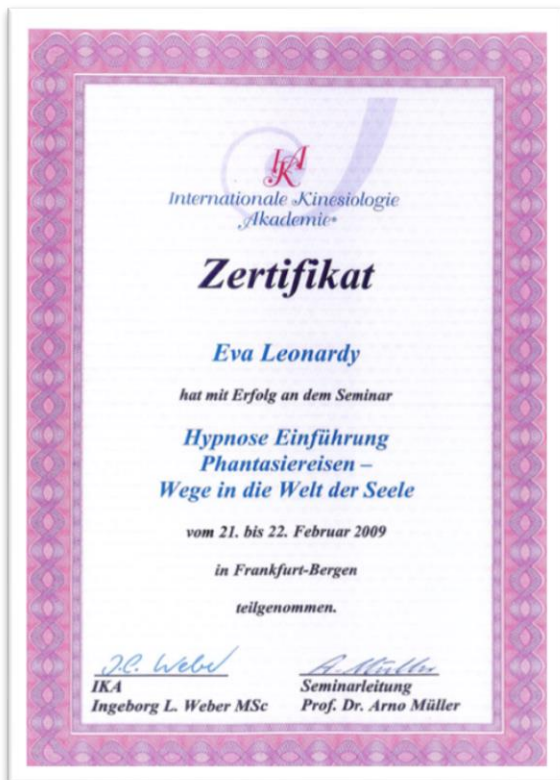 IKA
Internationale Kinesiologie
Akademie®
Zertifikat
Eva Leonardy
hat mit Erfolg an dem Seminar
Hypnose Einführung
Phantasiereisen –
Wege in die Welt der Seele
vom 21. bis 22. Februar 2009
in Frankfurt-Bergen
teilgenommen.
I.C. Weber A. Müller
IKA Seminarleitung
Ingeborg L. Weber MSc Prof. Dr. Arno Müller